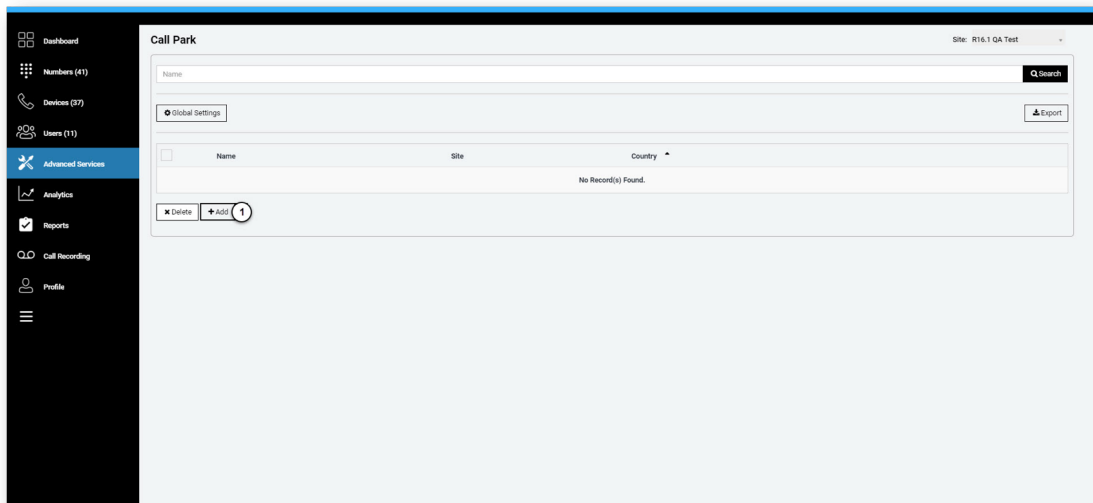 Dashboard
Numbers (41)
Devices (37)
Users (11)
Advanced Services
Analytics
Reports
Call Recording
Profile
Call Park
Site: R16.1 QA Test
Name
Search
Global Settings
Export
Name Site Country
No Record(s) Found.
Delete
Add
1